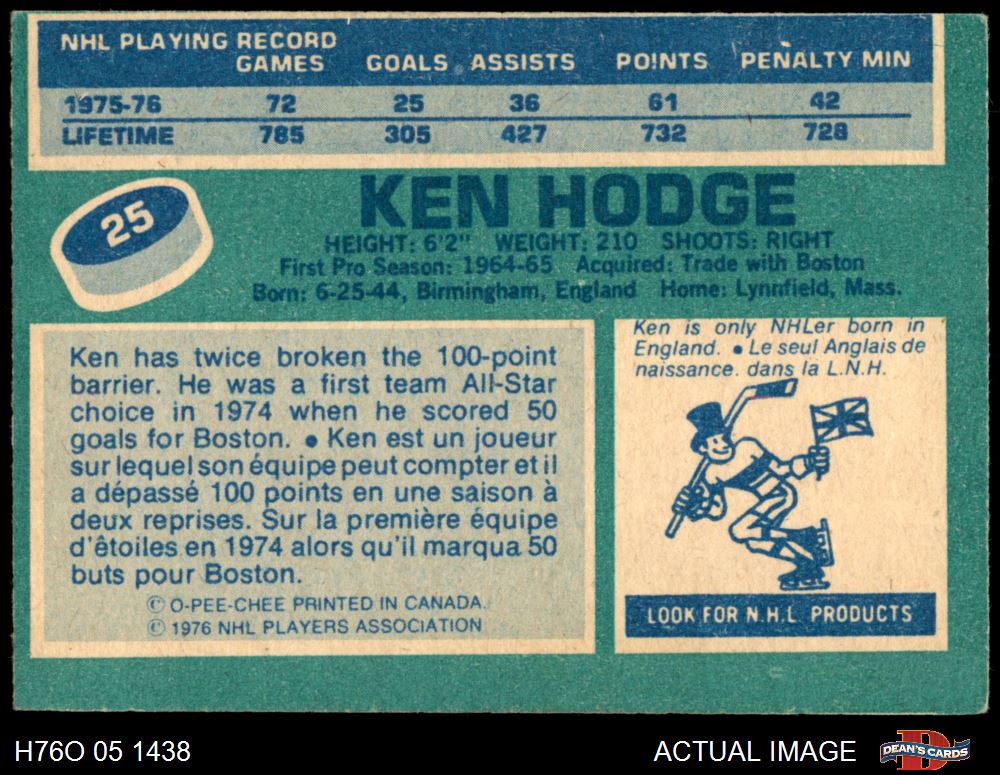 NHL PLAYING RECORD
GAMES GOALS ASSISTS POINTS PENALTY MIN
1975-76 72 25 36 61 42
LIFETIME 785 305 427 732 728
25
KEN HODGE
HEIGHT: 6'2" WEIGHT: 210 SHOOTS: RIGHT
First Pro Season: 1964-65 Acquired: Trade with Boston
Born: 6-25-44, Birmingham, England Home: Lynnfield, Mass.
Ken has twice broken the 100-point
barrier. He was a first team All-Star
choice in 1974 when he scored 50
goals for Boston. • Ken est un joueur
sur lequel son équipe peut compter et il
a dépassé 100 points en une saison à
deux reprises. Sur la première équipe
d'êtoiles en 1974 alors qu'il marqua 50
buts pour Boston.
© O-PEE-CHEE PRINTED IN CANADA.
© 1976 NHL PLAYERS ASSOCIATION
Ken is only NHLer born in
England. • Le seul Anglais de
naissance. dans la L.N.H.
LOOK FOR N.H.L PRODUCTS
H76O 05 1438
ACTUAL IMAGE
DEAN'S CARDS